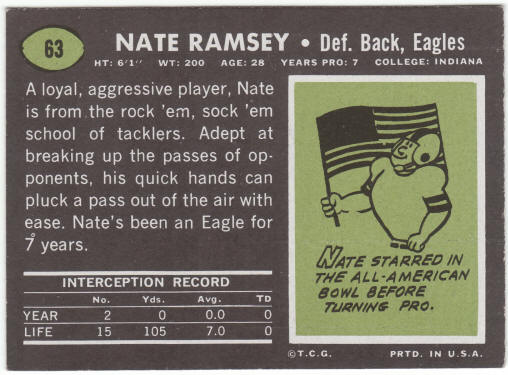 63
NATE RAMSEY • Def. Back, Eagles
HT: 6'1" WT: 200 AGE: 28 YEARS PRO: 7 COLLEGE: INDIANA
A loyal, aggressive player, Nate
is from the rock 'em, sock 'em
school of tacklers. Adept at
breaking up the passes of op-
ponents, his quick hands can
pluck a pass out of the air with
ease. Nate's been an Eagle for
7 years.
INTERCEPTION RECORD
No. Yds. Avg. TD
YEAR 2 0 0.0 0
LIFE 15 105 7.0 0
NATE STARRED IN
THE ALL-AMERICAN
BOWL BEFORE
TURNING PRO.
©T.C.G. PRTD. IN U.S.A.